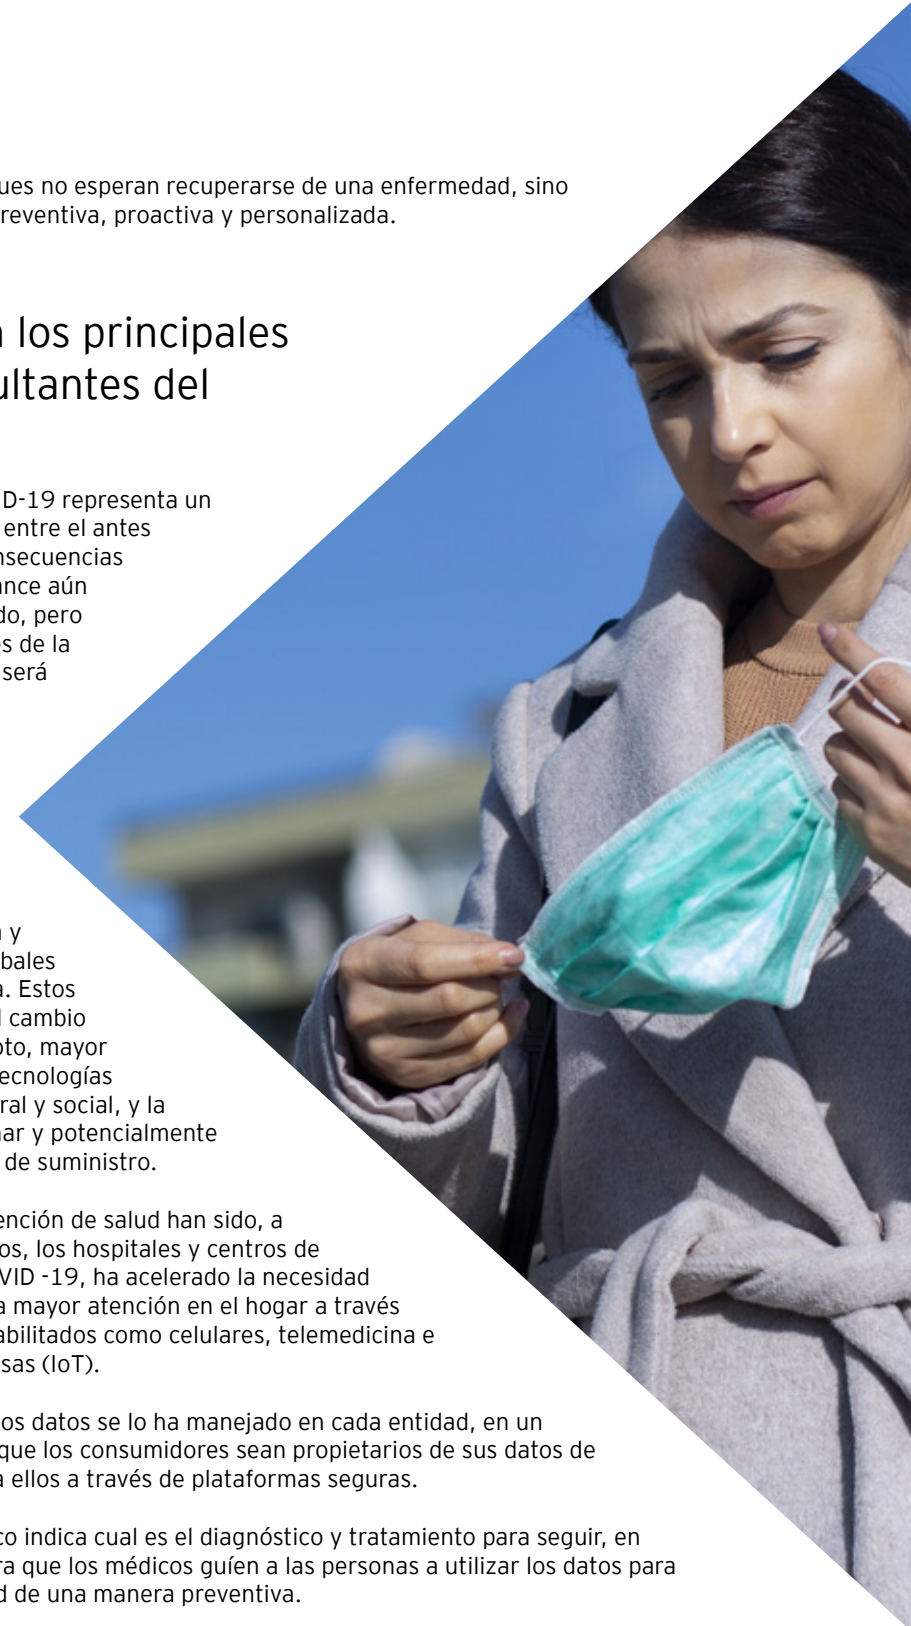 ues no esperan recuperarse de una enfermedad, sino
reventiva, proactiva y personalizada.
los principales
ultantes del
D-19 representa un
entre el antes
nsecuencias
ance aún
do, pero
es de la
será
y
bales
a. Estos
l cambio
oto, mayor
ecnologías
ral y social, y la
nar y potencialmente
de suministro.
ención de salud han sido, a
os, los hospitales y centros de
VID -19, ha acelerado la necesidad
a mayor atención en el hogar a través
abilitados como celulares, telemedicina e
sas (IoT).
os datos se lo ha manejado en cada entidad, en un
que los consumidores sean propietarios de sus datos de
a ellos a través de plataformas seguras.
co indica cual es el diagnóstico y tratamiento para seguir, en
ra que los médicos guíen a las personas a utilizar los datos para
d de una manera preventiva.